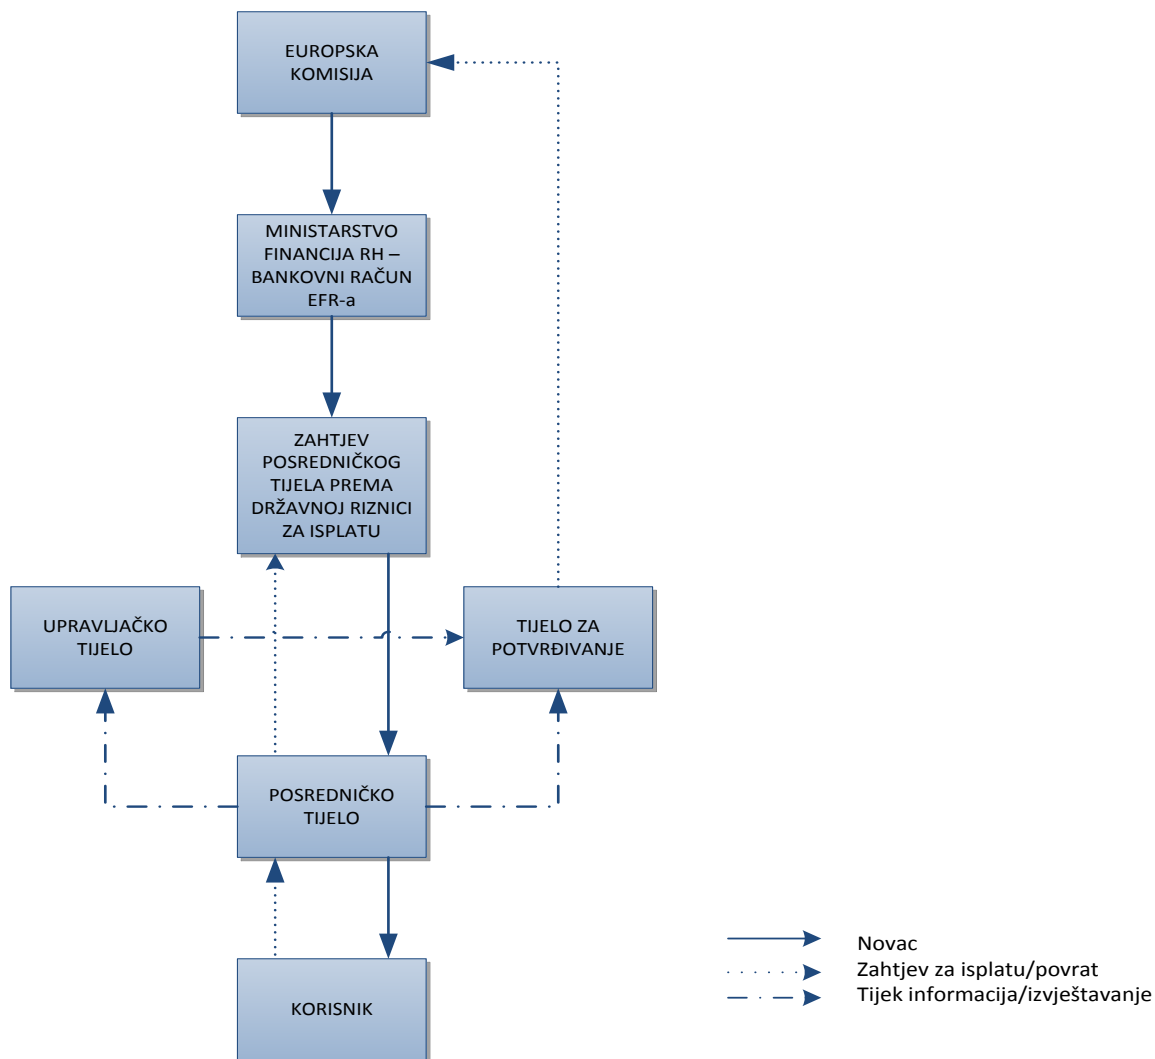 EUROPSKA
KOMISIJA
MINISTARSTVO
FINANCIJA RH –
BANKOVNI RAČUN
EFR-a
ZAHTJEV
POSREDNIČKOG
TIJELA PREMA
DRŽAVNOJ RIZNICI
ZA ISPLATU
UPRAVLJAČKO
TIJELO
TIJELO ZA
POTVRĐIVANJE
POSREDNIČKO
TIJELO
KORISNIK
Novac
Zahtjev za isplatu/povrat
Tijek informacija/izvještavanje